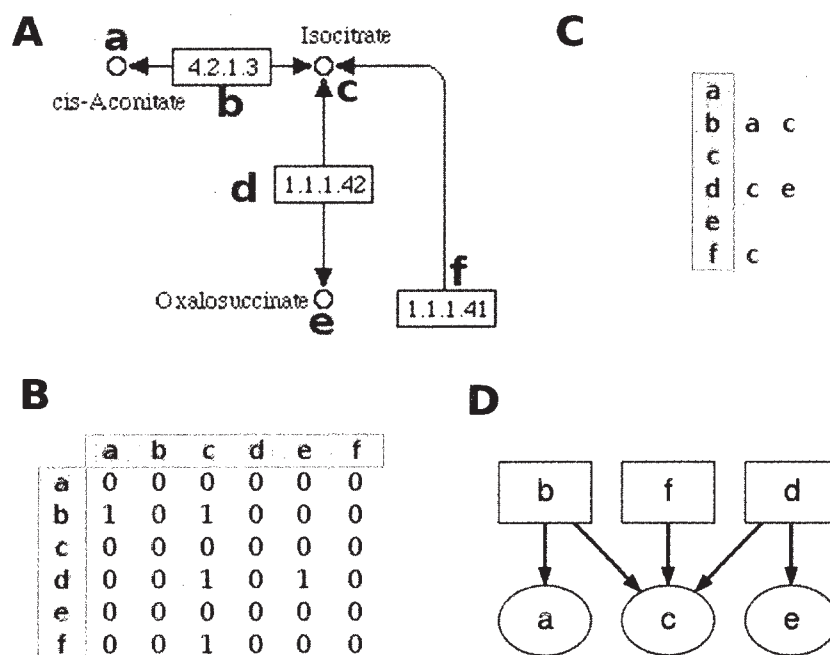 A
a
Isocitrate
4.2.1.3
cis-Aconitate
b
c
d
1.1.1.42
f
Oxalosuccinate
e
1.1.1.41
C
a
b a c
c
d c e
e
f c
B
a b c d e f
a 0 0 0 0 0 0
b 1 0 1 0 0 0
c 0 0 0 0 0 0
d 0 0 1 0 1 0
e 0 0 0 0 0 0
f 0 0 1 0 0 0
D
b f d
a c e